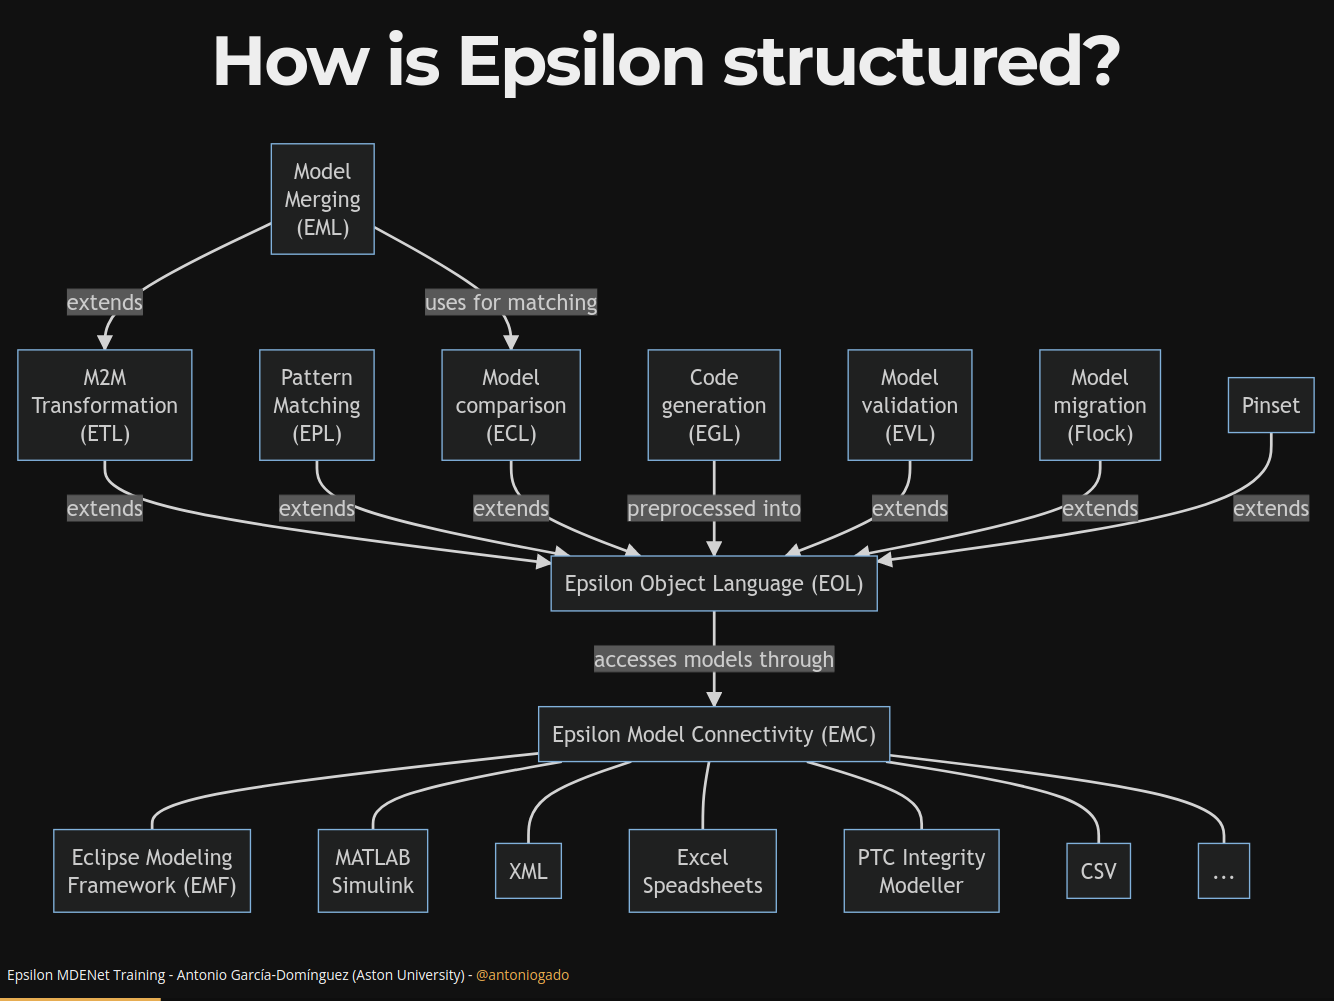 How is Epsilon structured?
Model
Merging
(EML)
extends
uses for matching
M2M
Transformation
(ETL)
Pattern
Matching
(EPL)
Model
comparison
(ECL)
Code
generation
(EGL)
Model
validation
(EVL)
Model
migration
(Flock)
Pinset
extends
extends
extends
preprocessed into
extends
extends
extends
Epsilon Object Language (EOL)
accesses models through
Epsilon Model Connectivity (EMC)
Eclipse Modeling
Framework (EMF)
MATLAB
Simulink
XML
Excel
Speadsheets
PTC Integrity
Modeller
CSV
...
Epsilon MDENet Training - Antonio García-Domínguez (Aston University) - @antoniogado